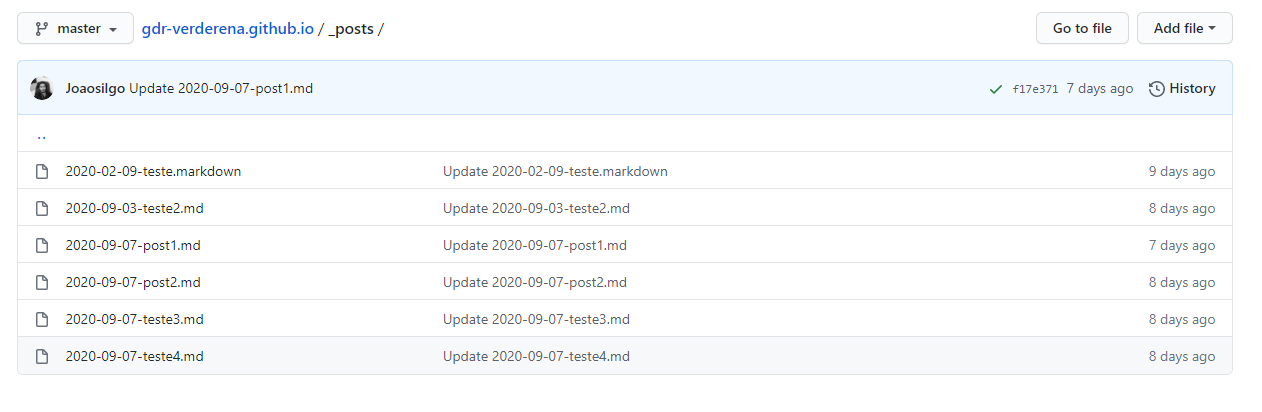 master gdr-verderena.github.io / _posts / Go to file Add file
Joaosilgo Update 2020-09-07-post1.md f17e371 7 days ago History
..
2020-02-09-teste.markdown Update 2020-02-09-teste.markdown 9 days ago
2020-09-03-teste2.md Update 2020-09-03-teste2.md 8 days ago
2020-09-07-post1.md Update 2020-09-07-post1.md 7 days ago
2020-09-07-post2.md Update 2020-09-07-post2.md 8 days ago
2020-09-07-teste3.md Update 2020-09-07-teste3.md 8 days ago
2020-09-07-teste4.md Update 2020-09-07-teste4.md 8 days ago